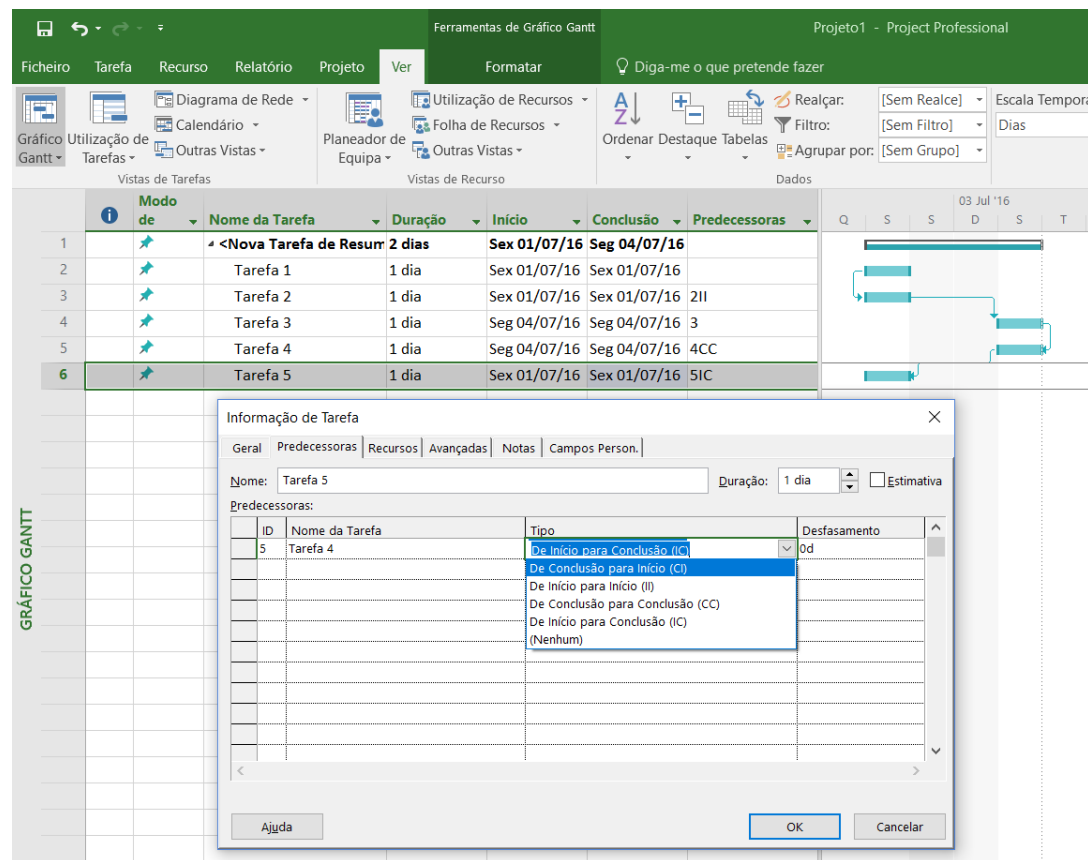 Ferramentas de Gráfico Gantt
Projeto1 - Project Professional
Ficheiro Tarefa Recurso Relatório Projeto Ver Formatar Diga-me o que pretende fazer
Gráfico Gantt
Utilização de Tarefas
Diagrama de Rede
Calendário
Outras Vistas
Vistas de Tarefas
Planeador de Equipa
Utilização de Recursos
Folha de Recursos
Outras Vistas
Vistas de Recurso
Ordenar Destaque Tabelas
Realçar: [Sem Realce]
Filtro: [Sem Filtro]
Agrupar por: [Sem Grupo]
Dados
Escala Tempora
Dias
Modo de Nome da Tarefa Duração Início Conclusão Predecessoras
03 Jul '16
Q S S D S T
1 <Nova Tarefa de Resum 2 dias Sex 01/07/16 Seg 04/07/16
2 Tarefa 1 1 dia Sex 01/07/16 Sex 01/07/16
3 Tarefa 2 1 dia Sex 01/07/16 Sex 01/07/16 2II
4 Tarefa 3 1 dia Seg 04/07/16 Seg 04/07/16 3
5 Tarefa 4 1 dia Seg 04/07/16 Seg 04/07/16 4CC
6 Tarefa 5 1 dia Sex 01/07/16 Sex 01/07/16 5IC
GRÁFICO GANTT
Informação de Tarefa
Geral Predecessoras Recursos Avançadas Notas Campos Person.
Nome: Tarefa 5 Duração: 1 dia Estimativa
Predecessoras:
ID Nome da Tarefa Tipo Desfasamento
5 Tarefa 4 De Início para Conclusão (IC) 0d
De Conclusão para Início (CI)
De Início para Início (II)
De Conclusão para Conclusão (CC)
De Início para Conclusão (IC)
(Nenhum)
Ajuda OK Cancelar